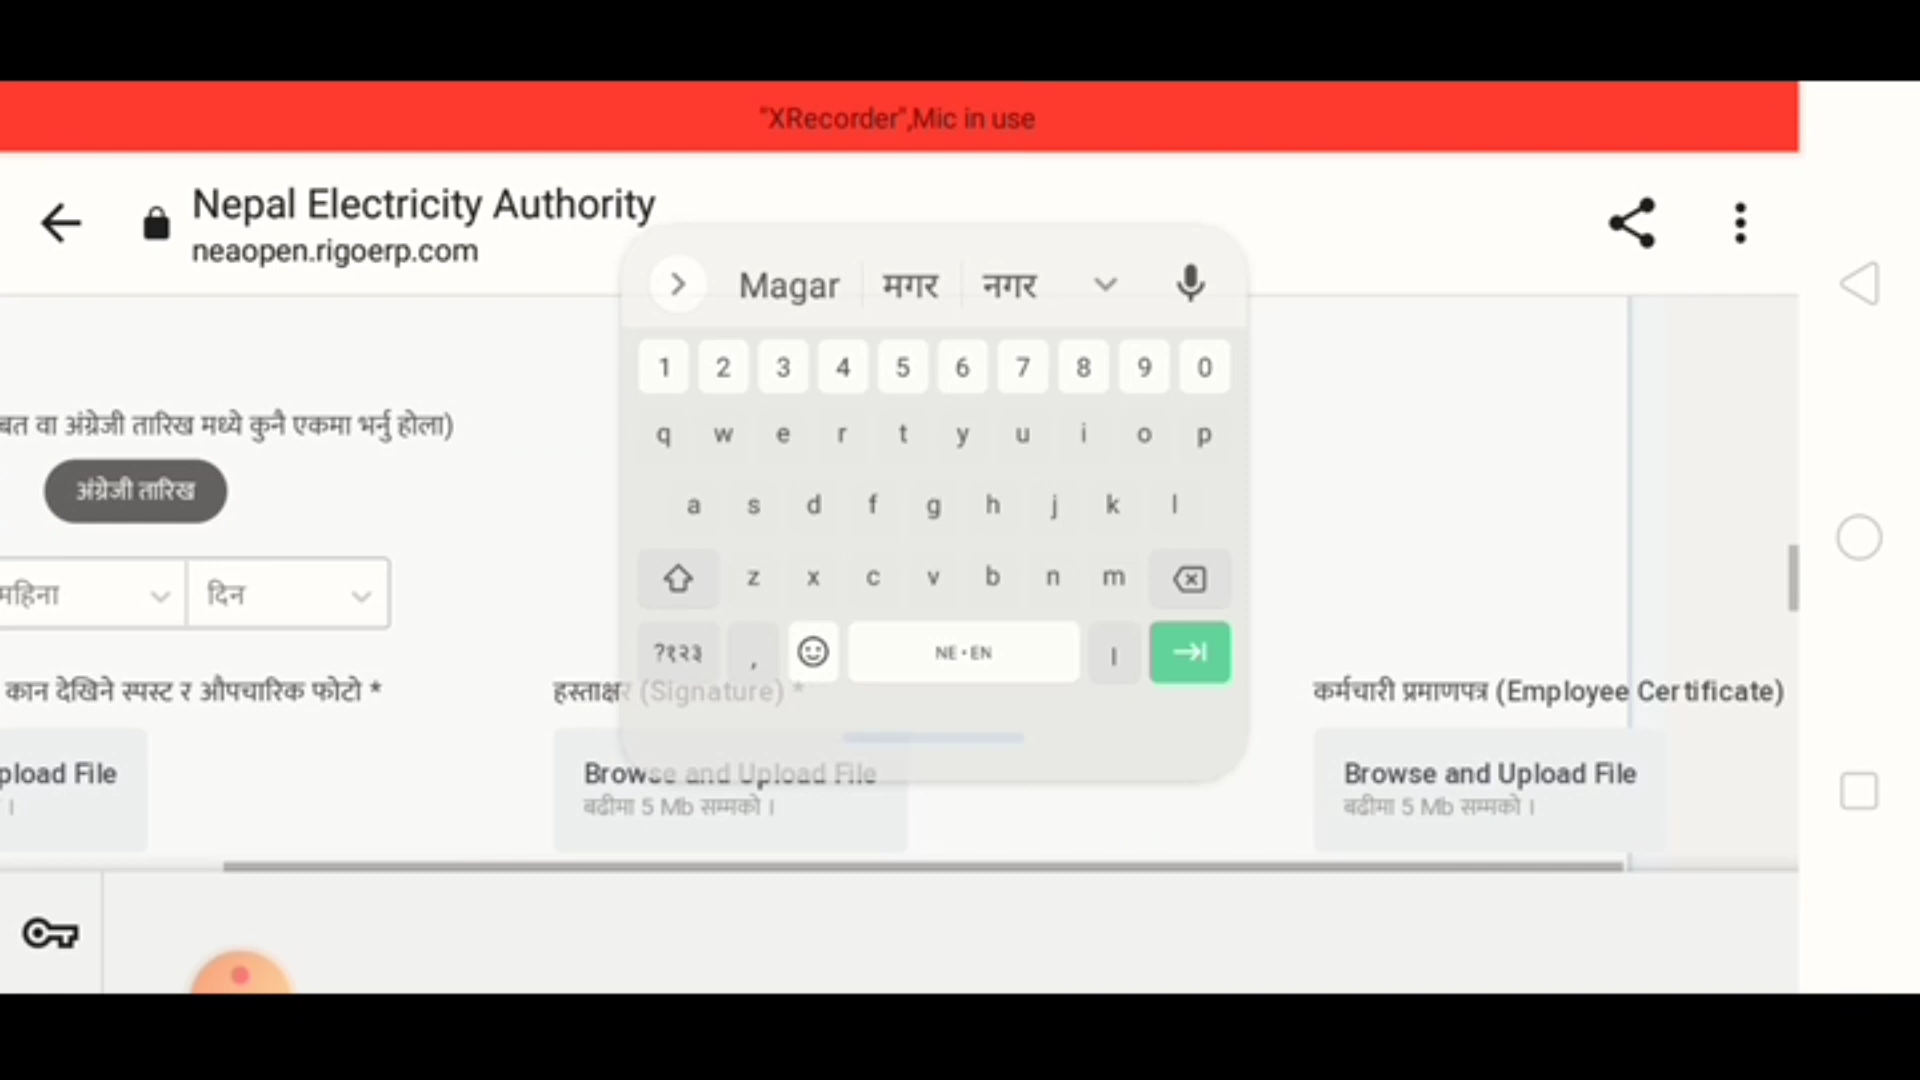 "XRecorder",Mic in use
Nepal Electricity Authority
neaopen.rigoerp.com
Magar मगर नगर
1 2 3 4 5 6 7 8 9 0
q w e r t y u i o p
a s d f g h j k l
z x c v b n m
?१२३ , NE • EN ।
बत वा अंग्रेजी तारिख मध्ये कुनै एकमा भर्नु होला)
अंग्रेजी तारिख
महिना दिन
कान देखिने स्पस्ट र औपचारिक फोटो *
हस्ताक्षर (Signature) *
कर्मचारी प्रमाणपत्र (Employee Certificate)
pload File
।
Browse and Upload File
बढीमा 5 Mb सम्मको ।
Browse and Upload File
बढीमा 5 Mb सम्मको ।